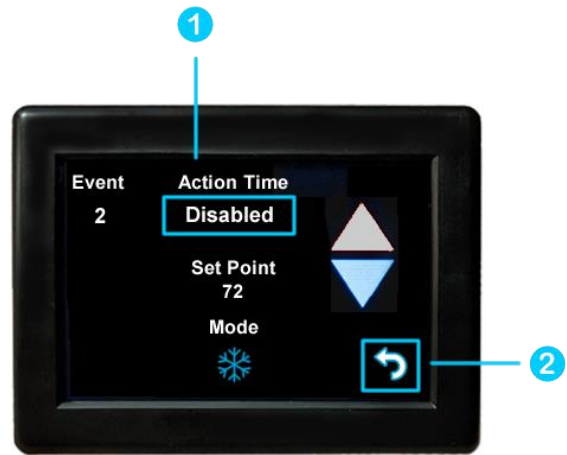 1
Event
Action Time
2
Disabled
Set Point
72
Mode
2